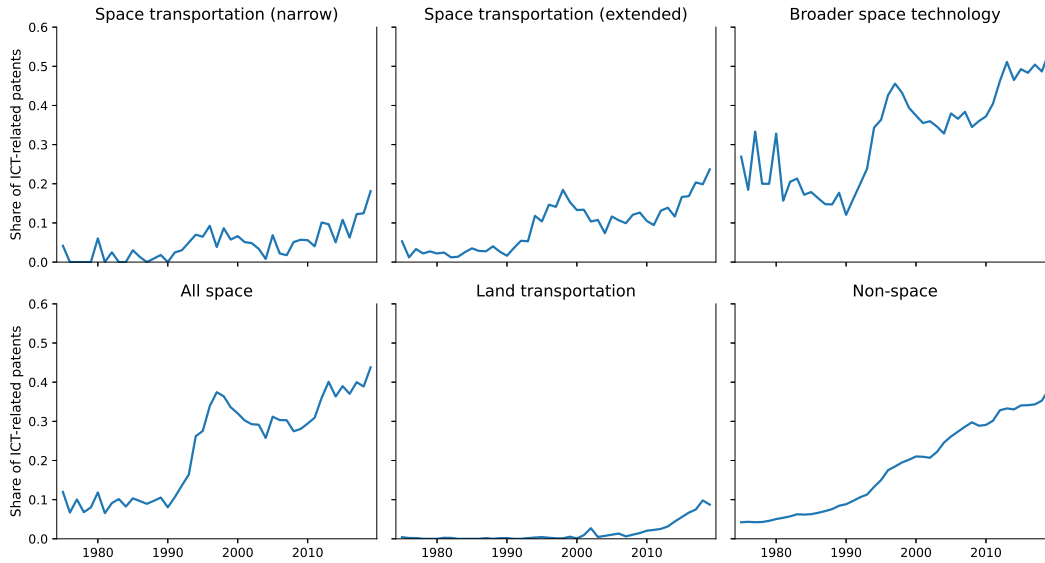 Space transportation (narrow) Space transportation (extended) Broader space technology
0.6
0.5
0.4
0.3
0.2
0.1
0.0
Share of ICT-related patents
All space Land transportation Non-space
0.6
0.5
0.4
0.3
0.2
0.1
0.0
Share of ICT-related patents
1980 1990 2000 2010 1980 1990 2000 2010 1980 1990 2000 2010